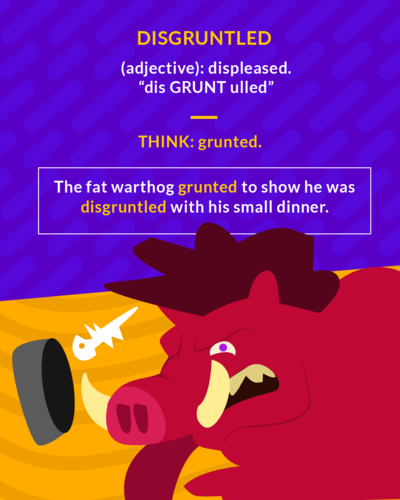 DISGRUNTLED
(adjective): displeased.
“dis GRUNT ulled”
THINK: grunted.
The fat warthog grunted to show he was
disgruntled with his small dinner.